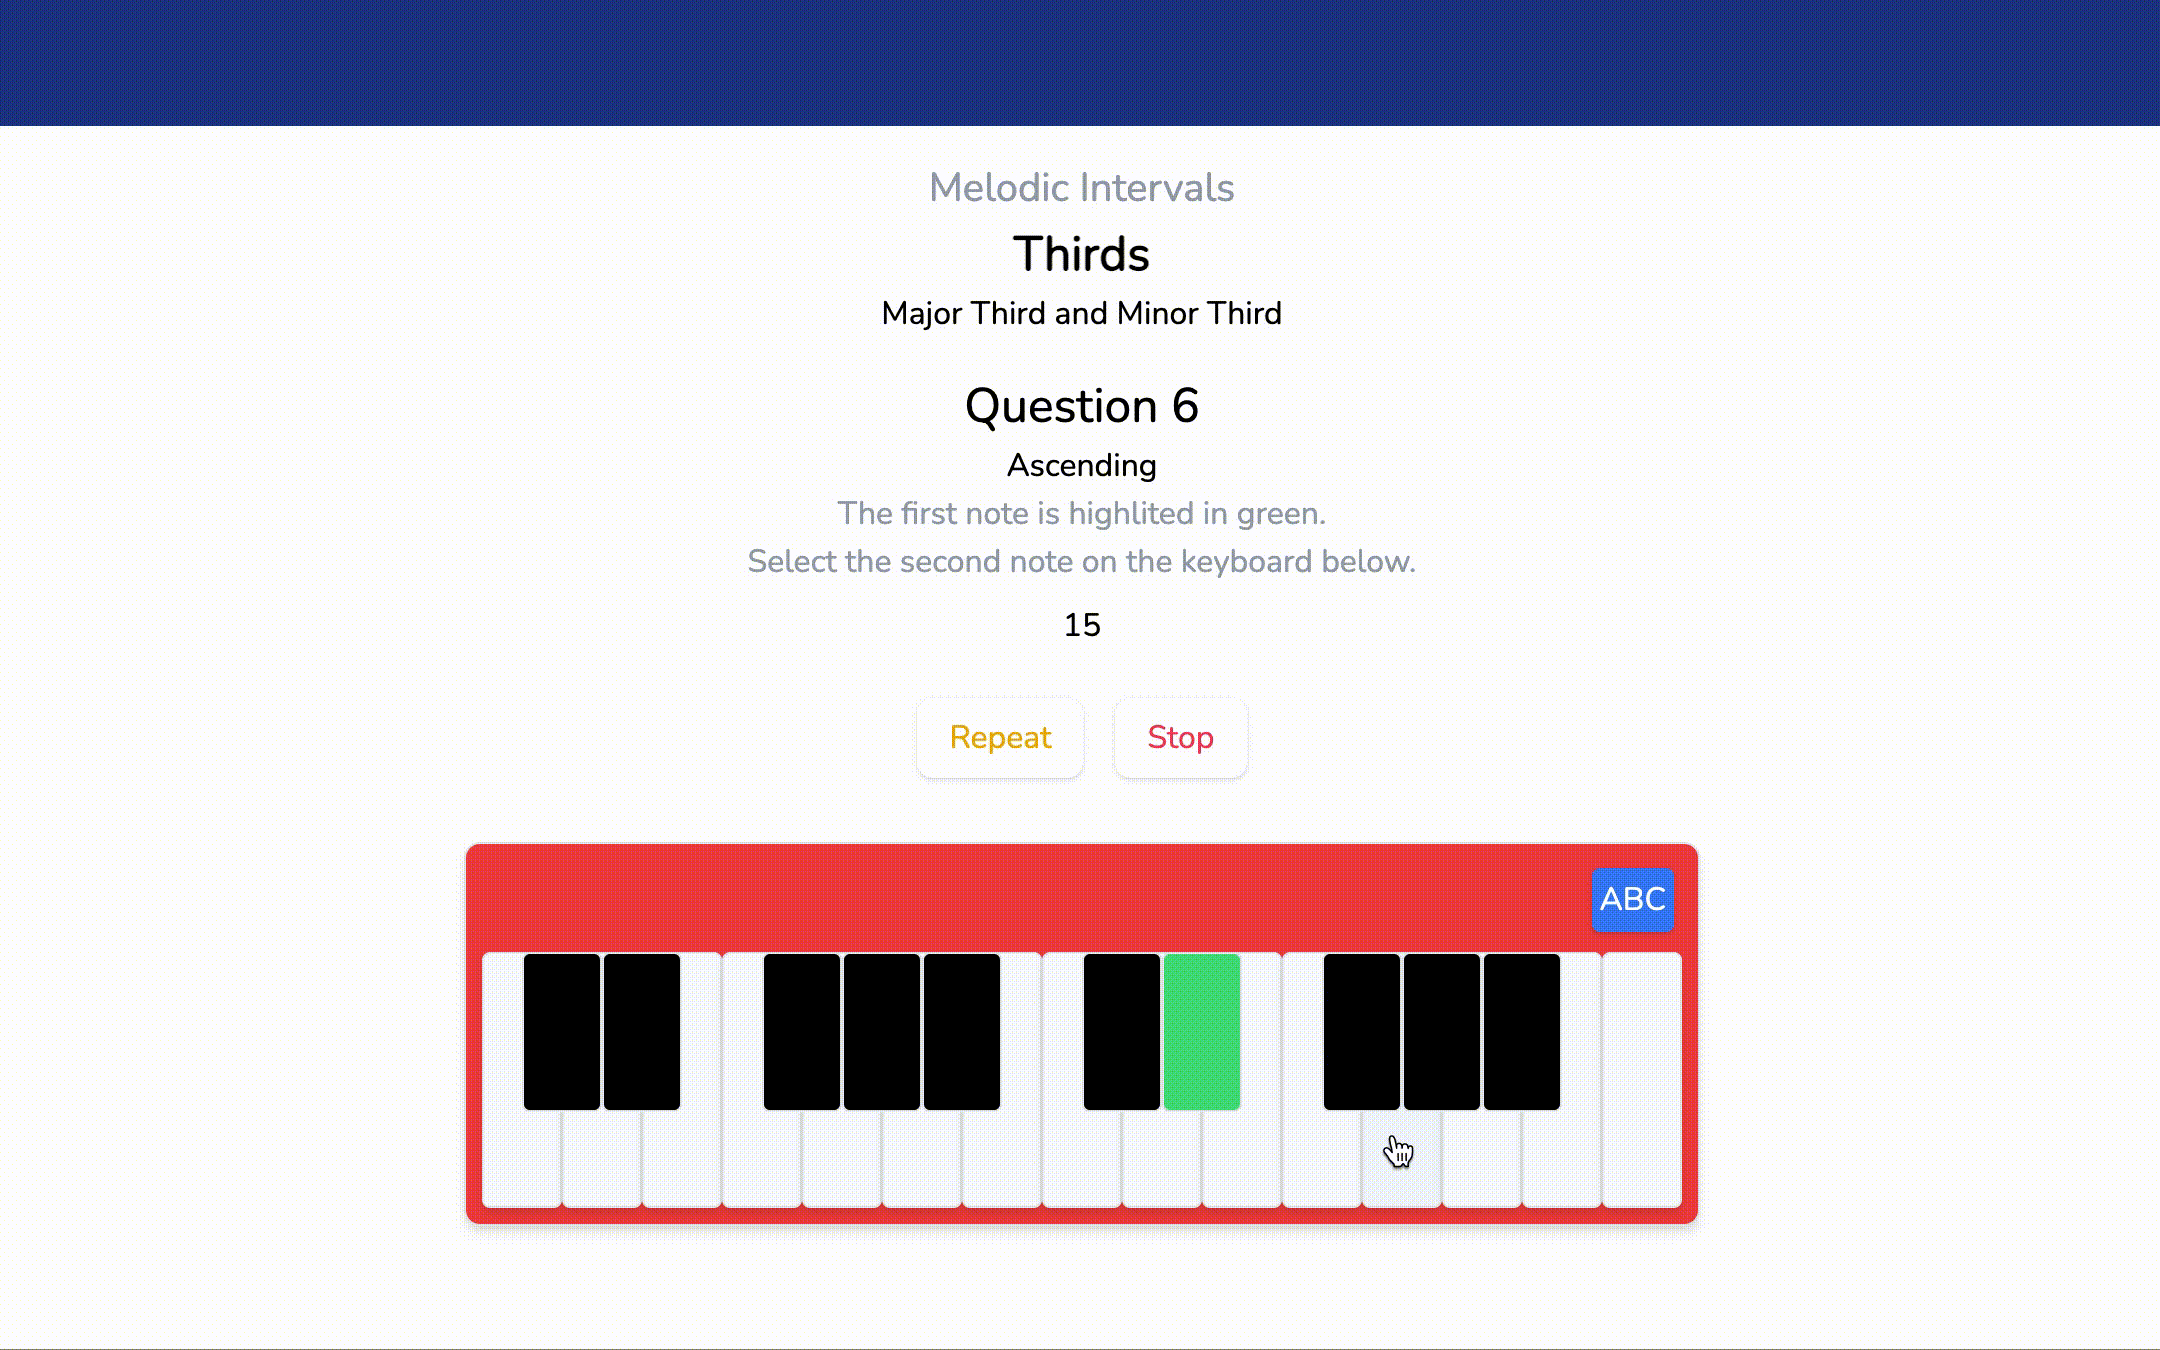 Melodic Intervals
Thirds
Major Third and Minor Third
Question 6
Ascending
The first note is highlited in green.
Select the second note on the keyboard below.
15
Repeat Stop
ABC